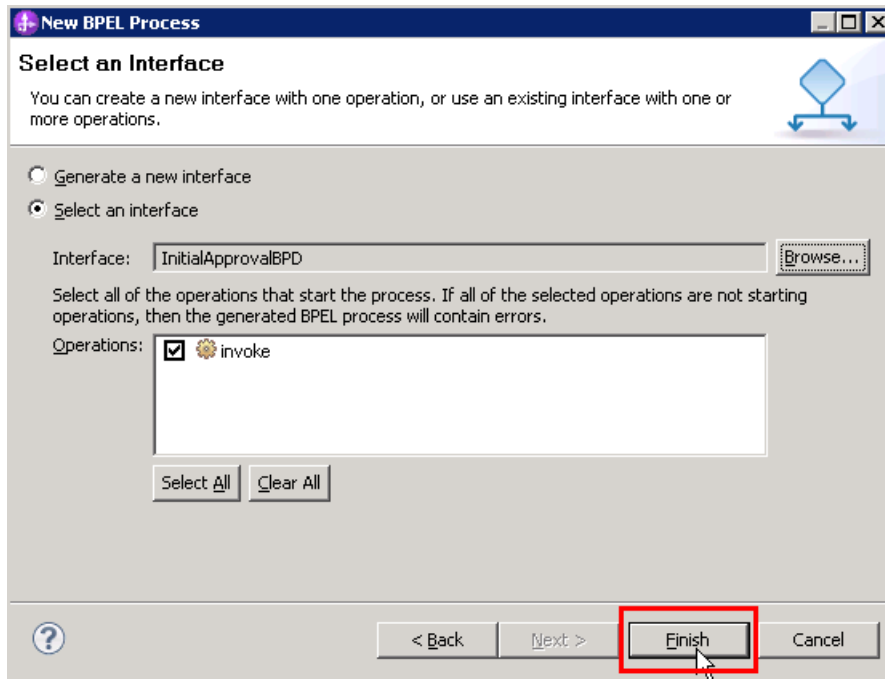 New BPEL Process
Select an Interface
You can create a new interface with one operation, or use an existing interface with one or
more operations.
Generate a new interface
Select an interface
Interface: InitialApprovalBPD Browse...
Select all of the operations that start the process. If all of the selected operations are not starting
operations, then the generated BPEL process will contain errors.
Operations: invoke
Select All Clear All
? < Back Next > Finish Cancel